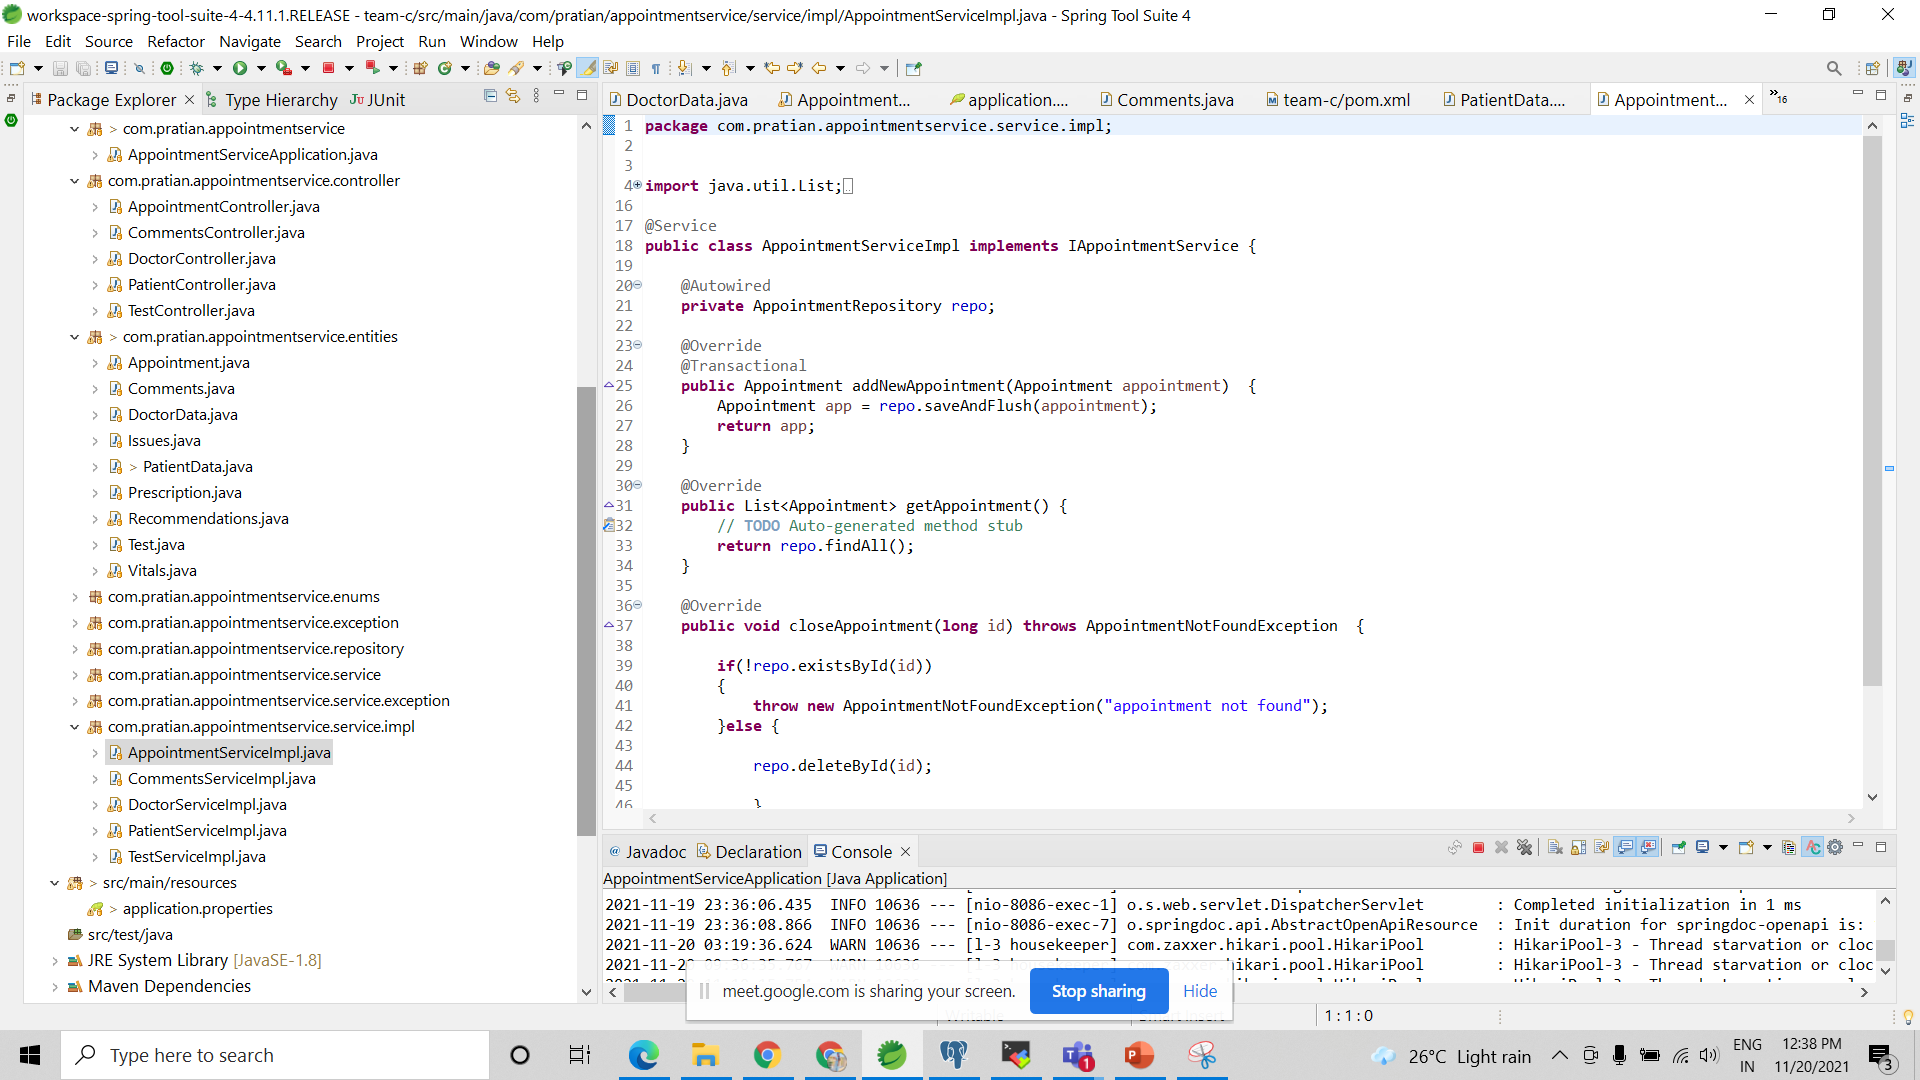 workspace-spring-tool-suite-4-4.11.1.RELEASE - team-c/src/main/java/com/pratian/appointmentservice/service/impl/AppointmentServiceImpl.java - Spring Tool Suite 4
File Edit Source Refactor Navigate Search Project Run Window Help
Package Explorer Type Hierarchy JUnit
> com.pratian.appointmentservice
AppointmentServiceApplication.java
com.pratian.appointmentservice.controller
AppointmentController.java
CommentsController.java
DoctorController.java
PatientController.java
TestController.java
> com.pratian.appointmentservice.entities
Appointment.java
Comments.java
DoctorData.java
Issues.java
> PatientData.java
Prescription.java
Recommendations.java
Test.java
Vitals.java
com.pratian.appointmentservice.enums
com.pratian.appointmentservice.exception
com.pratian.appointmentservice.repository
com.pratian.appointmentservice.service
com.pratian.appointmentservice.service.exception
com.pratian.appointmentservice.service.impl
AppointmentServiceImpl.java
CommentsServiceImpl.java
DoctorServiceImpl.java
PatientServiceImpl.java
TestServiceImpl.java
> src/main/resources
> application.properties
src/test/java
JRE System Library [JavaSE-1.8]
Maven Dependencies
DoctorData.java Appointment... application.... Comments.java team-c/pom.xml PatientData.... Appointment... »16
1 package com.pratian.appointmentservice.service.impl;
2
3
4 import java.util.List;
16
17 @Service
18 public class AppointmentServiceImpl implements IAppointmentService {
19
20 @Autowired
21 private AppointmentRepository repo;
22
23 @Override
24 @Transactional
25 public Appointment addNewAppointment(Appointment appointment)  {
26 Appointment app = repo.saveAndFlush(appointment);
27 return app;
28 }
29
30 @Override
31 public List<Appointment> getAppointment() {
32 // TODO Auto-generated method stub
33 return repo.findAll();
34 }
35
36 @Override
37 public void closeAppointment(long id) throws AppointmentNotFoundException  {
38
39 if(!repo.existsById(id))
40 {
41 throw new AppointmentNotFoundException("appointment not found");
42 }else {
43
44 repo.deleteById(id);
45
46 }
@ Javadoc Declaration Console
AppointmentServiceApplication [Java Application]
2021-11-19 23:36:06.435  INFO 10636 --- [nio-8086-exec-1] o.s.web.servlet.DispatcherServlet        : Completed initialization in 1 ms
2021-11-19 23:36:08.866  INFO 10636 --- [nio-8086-exec-7] o.springdoc.api.AbstractOpenApiResource  : Init duration for springdoc-openapi is:
2021-11-20 03:19:36.624  WARN 10636 --- [l-3 housekeeper] com.zaxxer.hikari.pool.HikariPool        : HikariPool-3 - Thread starvation or cloc
hikari.pool.HikariPool        : HikariPool-3 - Thread starvation or cloc
meet.google.com is sharing your screen. Stop sharing Hide
1 : 1 : 0
Type here to search
1
26°C Light rain
ENG
IN
12:38 PM
11/20/2021
3